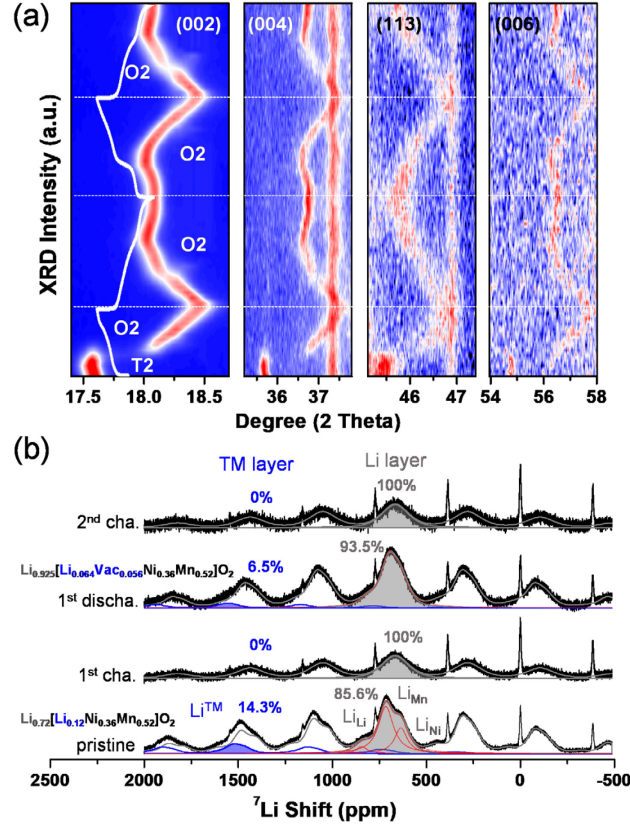 (a)
(002)
(004)
(113)
(006)
O2
O2
O2
O2
T2
XRD Intensity (a.u.)
17.5 18.0 18.5
36 37
45 46 47
54 56 58
Degree (2 Theta)
(b)
TM layer
Li layer
0%
100%
2nd cha.
Li0.925[Li0.064Vac0.056Ni0.36Mn0.52]O2
6.5%
93.5%
1st discha.
0%
100%
1st cha.
Li0.72[Li0.12Ni0.36Mn0.52]O2
LiTM
14.3%
85.6%
LiLi
LiMn
LiNi
pristine
2500 2000 1500 1000 500 0 -500
7Li Shift (ppm)